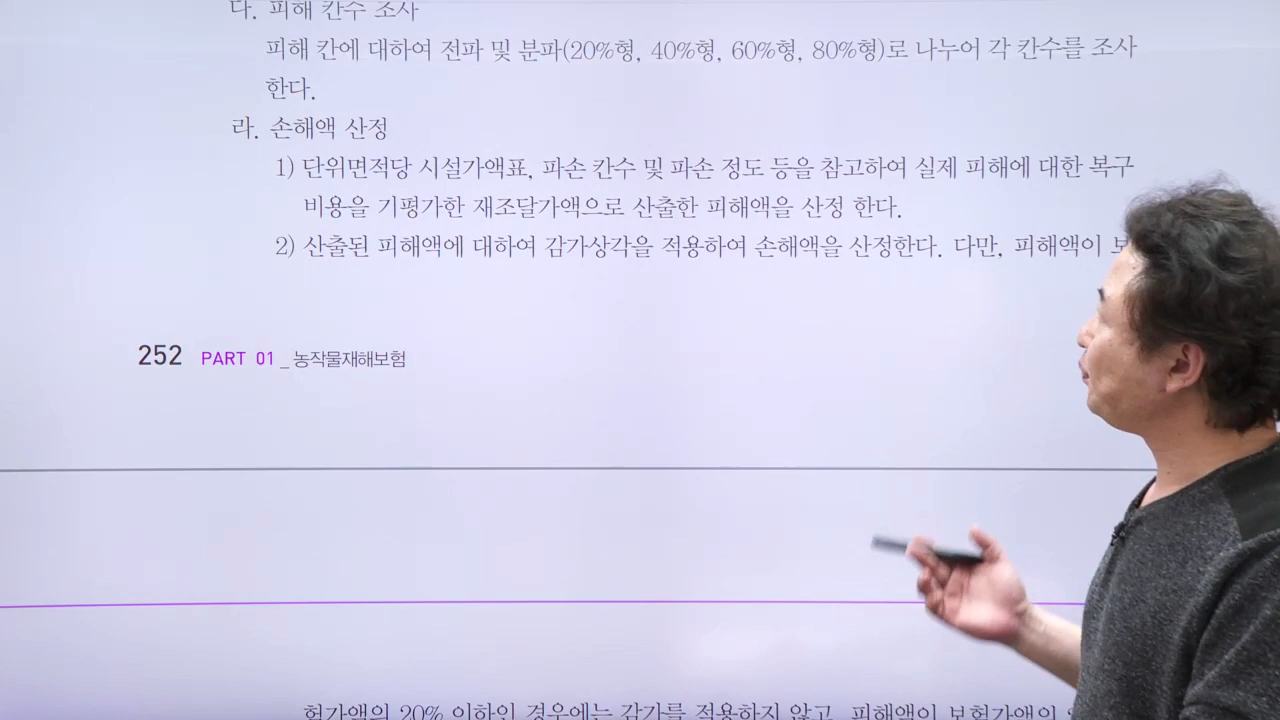 다. 피해 칸수 조사
피해 칸에 대하여 전파 및 분파(20%형, 40%형, 60%형, 80%형)로 나누어 각 칸수를 조사
한다.
라. 손해액 산정
1) 단위면적당 시설가액표, 파손 칸수 및 파손 정도 등을 참고하여 실제 피해에 대한 복구
비용을 기평가한 재조달가액으로 산출한 피해액을 산정 한다.
2) 산출된 피해액에 대하여 감가상각을 적용하여 손해액을 산정한다. 다만, 피해액이
252 PART 01 _ 농작물재해보험
험가액의 20% 이하인 경우에는 감가를 적용하지 않고, 피해액이 보험가액의